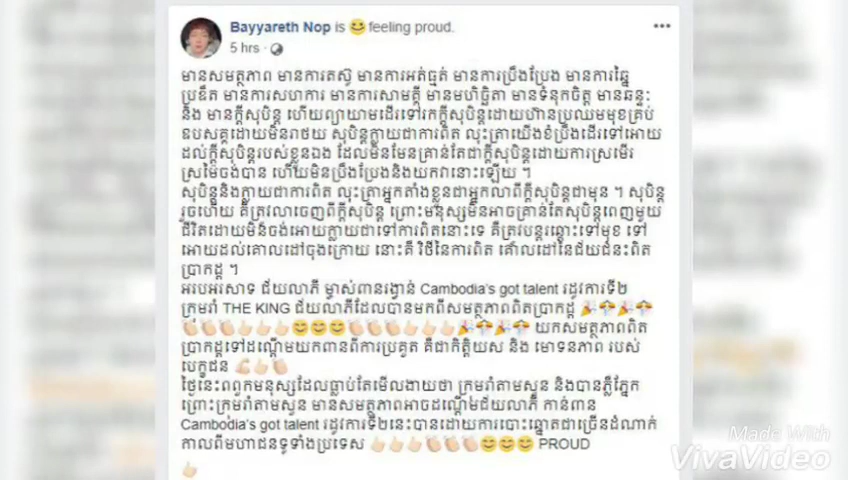 Bayyareth Nop is 😆 feeling proud.
5 hrs ·
មានសមត្ថភាព មានការតស៊ូ មានការអត់ធ្មត់ មានការប្រឹងប្រែង មានការច្នៃ
ប្រឌិត មានការសហការ មានការសាមគ្គី មានមហិច្ឆិតា មានទំនុកចិត្ត មានឆន្ទៈ
និង មានក្តីសុបិន្ត ហើយព្យាយាមដើរទៅរកក្តីសុបិន្តដោយហ៊ានប្រឈមមុខគ្រប់
ឧបសគ្គដោយមិនរាថយ សុបិន្តក្លាយជាការពិត លុះត្រាយើងខំប្រឹងដើរទៅអោយ
ដល់ក្តីសុបិន្តរបស់ខ្លួនឯង ដែលមិនមែនគ្រាន់តែជាក្តីសុបិន្តដោយការស្រមើរ
ស្រមៃចង់បាន ហើយមិនប្រឹងប្រែងនិងយកវានោះឡើយ ។
សុបិន្តនិងក្លាយជាការពិត លុះត្រាអ្នកតាំងខ្លួនជាអ្នកលាពីក្តីសុបិន្តជាមុន ។ សុបិន្ត
រួចហើយ គឺត្រូវលាចេញពីក្តីសុបិន្ត ព្រោះមនុស្សមិនអាចគ្រាន់តែសុបិន្តពេញមួយ
ជីវិតដោយមិនចង់អោយក្លាយជាទៅការពិតនោះទេ គឺត្រូវបន្តរឆ្ពោះទៅមុខ ទៅ
អោយដល់គោលដៅចុងក្រោយ នោះគឺ វិថីនៃការពិត គោលដៅនៃជ័យជំនះពិត
ប្រាកដ្ឋ ។
អរបអរសាទ ជ័យលាភី ម្ចាស់ពានរង្វាន់ Cambodia's got talent រដូវការទី២
ក្រុមរាំ THE KING ជ័យលាភីដែលបានមកពីសមត្ថភាពពិតប្រាកដ្ឋ 🎉🎊🎉🎊
👏🏻👏🏻👏🏻👍🏻👍🏻👍🏻😆😆😆👏🏻👏🏻👏🏻👍🏻👍🏻👍🏻🎉🎊🎉🎊 យកសមត្ថភាពពិត
ប្រាកដ្ឋទៅដណ្តើមយកពានពីការប្រគួត គឺជាកិត្តិយស និង មោទនភាព របស់
បេក្ខជន 💪🏻👍🏻👏🏻
ថ្ងៃនេះពពួកមនុស្សដែលធ្លាប់តែមើលងាយថា ក្រុមរាំតាមសួន និងបានភ្លឺភ្នែក
ព្រោះក្រុមរាំតាមសួន មានសមត្ថភាពអាចដណ្តើមជ័យលាភី កាន់ពាន
Cambodia's got talent រដូវការទី២នេះបានដោយការបោះឆ្នោតជាច្រើនដំណាក់
កាលពីមហាជនទូទាំងប្រទេស 👍🏻👍🏻👍🏻👏🏻👏🏻👏🏻😆😆😆 PROUD
👍🏻
Made With
VivaVideo